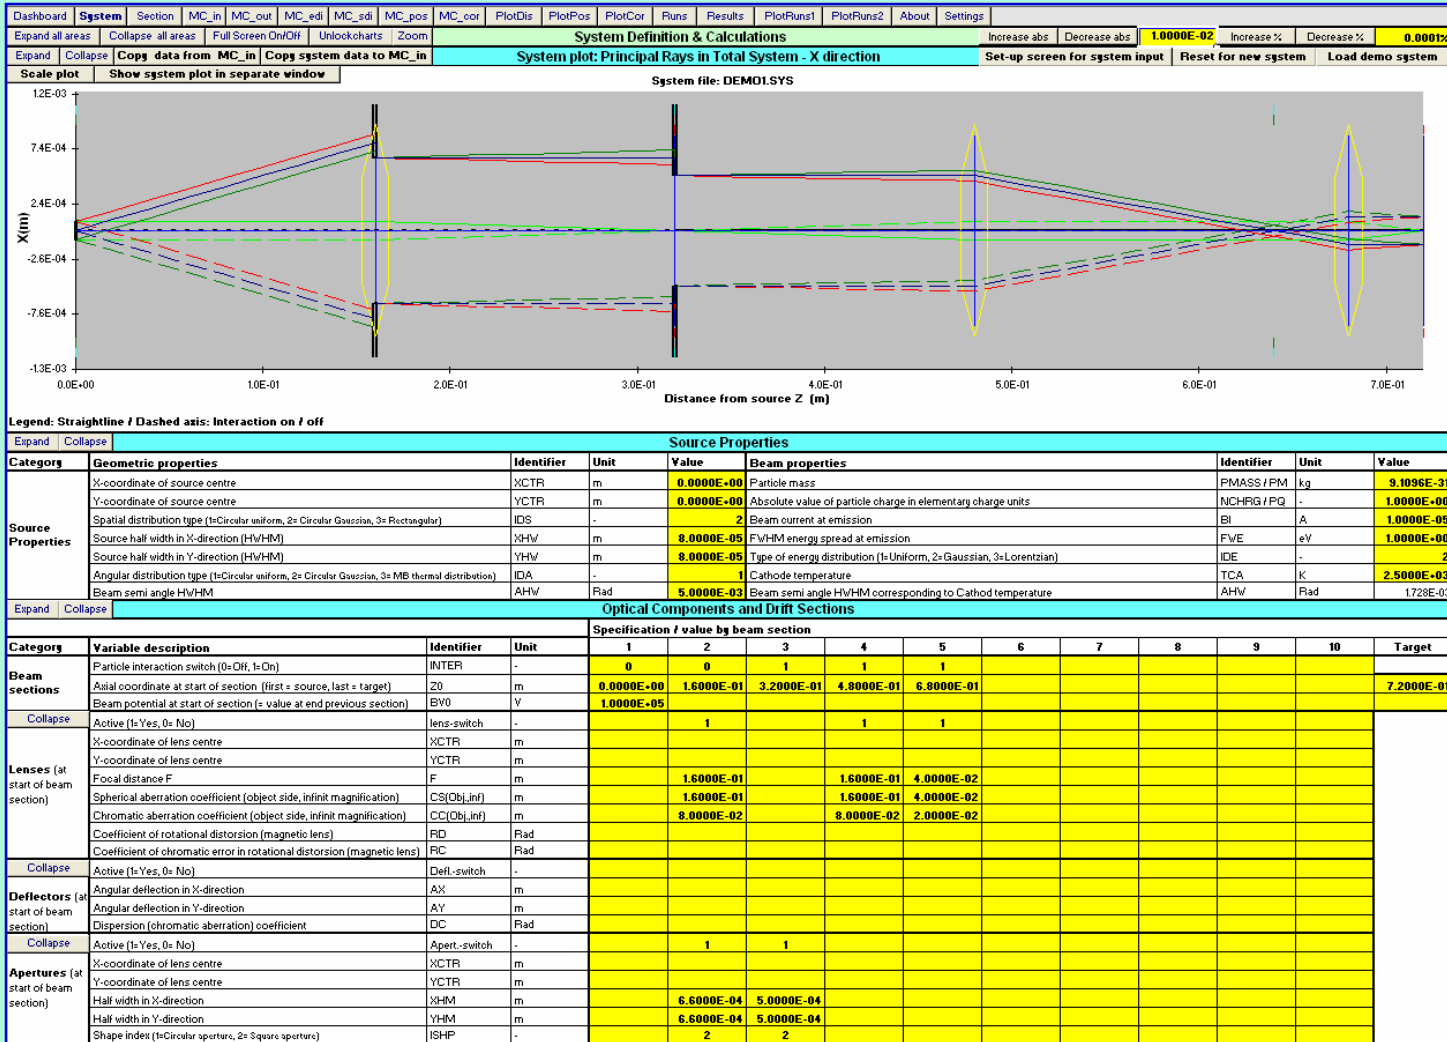 Dashboard System Section MC_in MC_out MC_edi MC_sdi MC_pos MC_cor PlotDis PlotPos PlotCor Runs Results PlotRuns1 PlotRuns2 About Settings
Expand all areas Collapse all areas Full Screen On/Off Unlockcharts Zoom System Definition & Calculations Increase abs Decrease abs 1.0000E-02 Increase % Decrease % 0.0001%
Expand Collapse Copy data from MC_in Copy system data to MC_in System plot: Principal Rays in Total System - X direction Set-up screen for system input Reset for new system Load demo system
Scale plot Show system plot in separate window
System file: DEMO1.SYS
1.2E-03
7.4E-04
2.4E-04
-2.6E-04
-7.6E-04
-1.3E-03
X(m)
0.0E+00 1.0E-01 2.0E-01 3.0E-01 4.0E-01 5.0E-01 6.0E-01 7.0E-01
Distance from source Z (m)
Legend: Straightline / Dashed axis: Interaction on / off
Expand Collapse Source Properties
Category Geometric properties Identifier Unit Value Beam properties Identifier Unit Value
Source Properties
X-coordinate of source centre XCTR m 0.0000E+00 Particle mass PMASS / PM kg 9.1096E-31
Y-coordinate of source centre YCTR m 0.0000E+00 Absolute value of particle charge in elementary charge units NCHRG / PQ - 1.0000E+00
Spatial distribution type (1=Circular uniform, 2= Circular Gaussian, 3= Rectangular) IDS - 2 Beam current at emission BI A 1.0000E-05
Source half width in X-direction (HWHM) XHW m 8.0000E-05 FWHM energy spread at emission FWE eV 1.0000E+00
Source half width in Y-direction (HWHM) YHW m 8.0000E-05 Type of energy distribution (1=Uniform, 2=Gaussian, 3=Lorentzian) IDE - 2
Angular distribution type (1=Circular uniform, 2= Circular Gaussian, 3= MB thermal distribution) IDA - 1 Cathode temperature TCA K 2.5000E+03
Beam semi angle HWHM AHW Rad 5.0000E-03 Beam semi angle HWHM corresponding to Cathod temperature AHW Rad 1.728E-03
Expand Collapse Optical Components and Drift Sections
Specification / value by beam section
Category Variable description Identifier Unit 1 2 3 4 5 6 7 8 9 10 Target
Beam sections
Particle interaction switch (0=Off, 1=On) INTER - 0 0 1 1 1
Axial coordinate at start of section (first = source, last = target) Z0 m 0.0000E+00 1.6000E-01 3.2000E-01 4.8000E-01 6.8000E-01 7.2000E-01
Beam potential at start of section (= value at end previous section) BV0 V 1.0000E+05
Collapse Active (1=Yes, 0= No) lens-switch - 1 1 1
Lenses (at start of beam section)
X-coordinate of lens centre XCTR m
Y-coordinate of lens centre YCTR m
Focal distance F F m 1.6000E-01 1.6000E-01 4.0000E-02
Spherical aberration coefficient (object side, infinit magnification) CS(Obj,inf) m 1.6000E-01 1.6000E-01 4.0000E-02
Chromatic aberration coefficient (object side, infinit magnification) CC(Obj,inf) m 8.0000E-02 8.0000E-02 2.0000E-02
Coefficient of rotational distorsion (magnetic lens) RD Rad
Coefficient of chromatic error in rotational distorsion (magnetic lens) RC Rad
Collapse Active (1=Yes, 0= No) Defl.-switch -
Deflectors (at start of beam section)
Angular deflection in X-direction AX m
Angular deflection in Y-direction AY m
Dispersion (chromatic aberration) coefficient DC Rad
Collapse Active (1=Yes, 0= No) Apert.-switch - 1 1
Apertures (at start of beam section)
X-coordinate of lens centre XCTR m
Y-coordinate of lens centre YCTR m
Half width in X-direction XHM m 6.6000E-04 5.0000E-04
Half width in Y-direction YHM m 6.6000E-04 5.0000E-04
Shape index (1=Circular aperture, 2= Square aperture) ISHP - 2 2